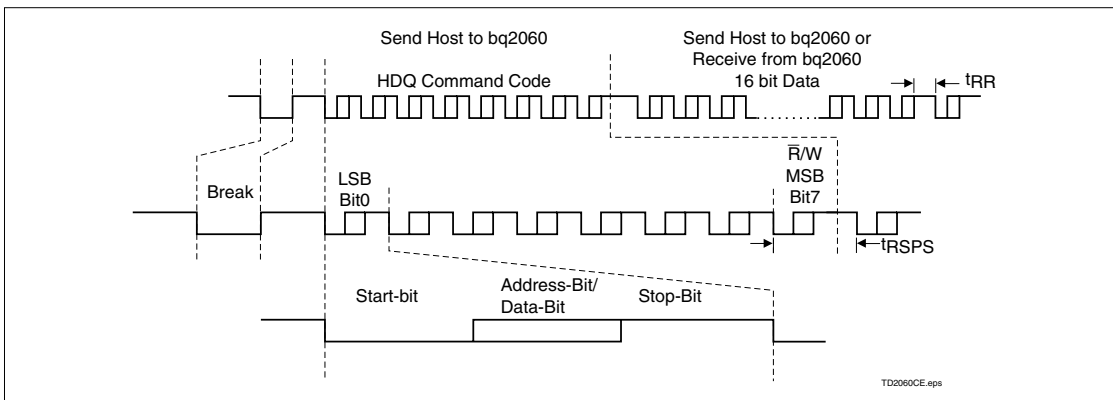 Send Host to bq2060
Send Host to bq2060 or
Receive from bq2060
HDQ Command Code
16 bit Data
tRR
Break
LSB
Bit0
R̅/W
MSB
Bit7
tRSPS
Start-bit
Address-Bit/
Data-Bit
Stop-Bit
TD2060CE.eps